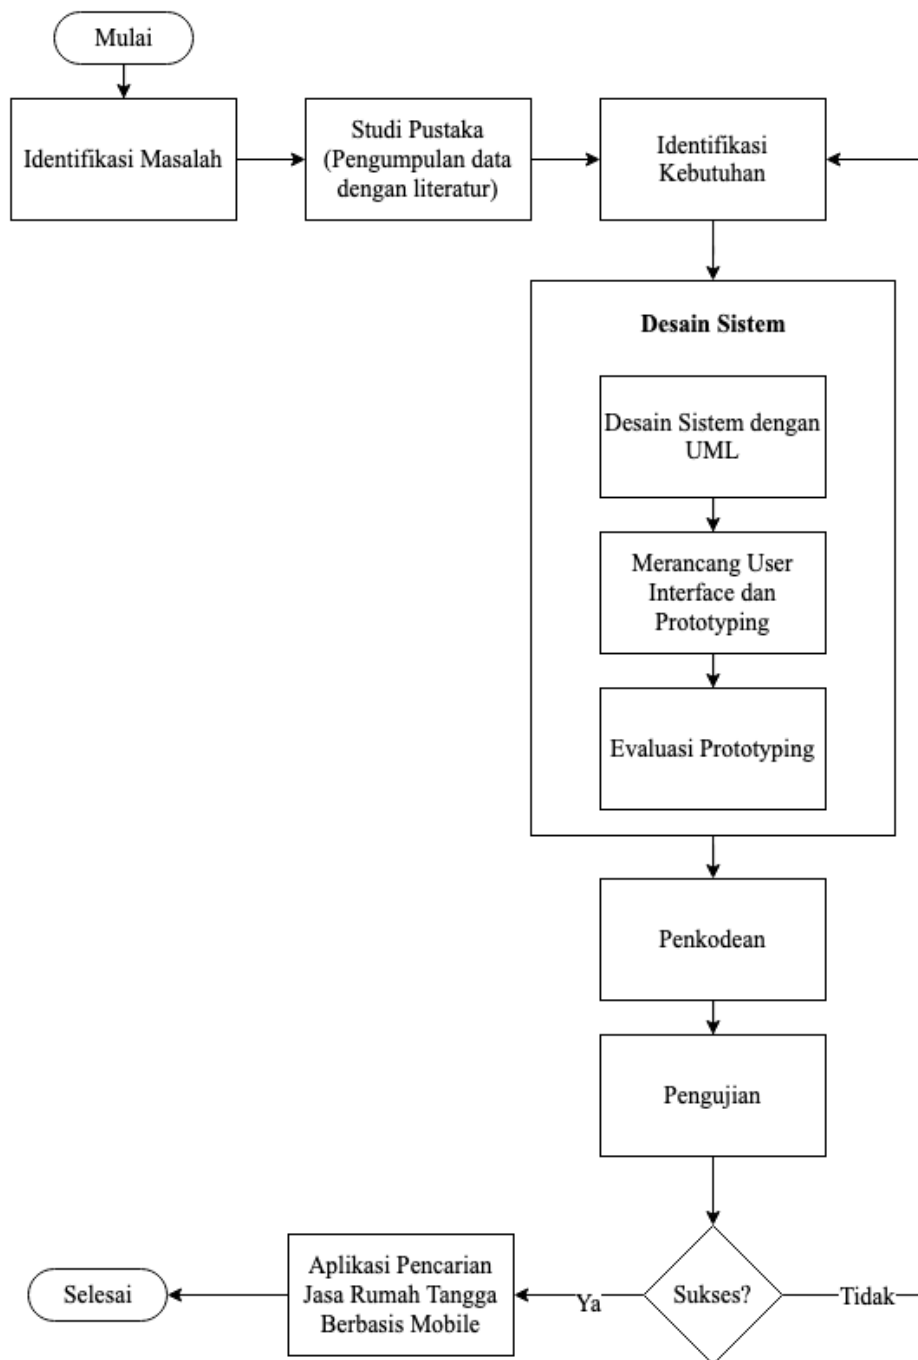 Mulai
Identifikasi Masalah
Studi Pustaka
(Pengumpulan data
dengan literatur)
Identifikasi
Kebutuhan
Desain Sistem
Desain Sistem dengan
UML
Merancang User
Interface dan
Prototyping
Evaluasi Prototyping
Penkodean
Pengujian
Sukses?
Tidak
Ya
Aplikasi Pencarian
Jasa Rumah Tangga
Berbasis Mobile
Selesai